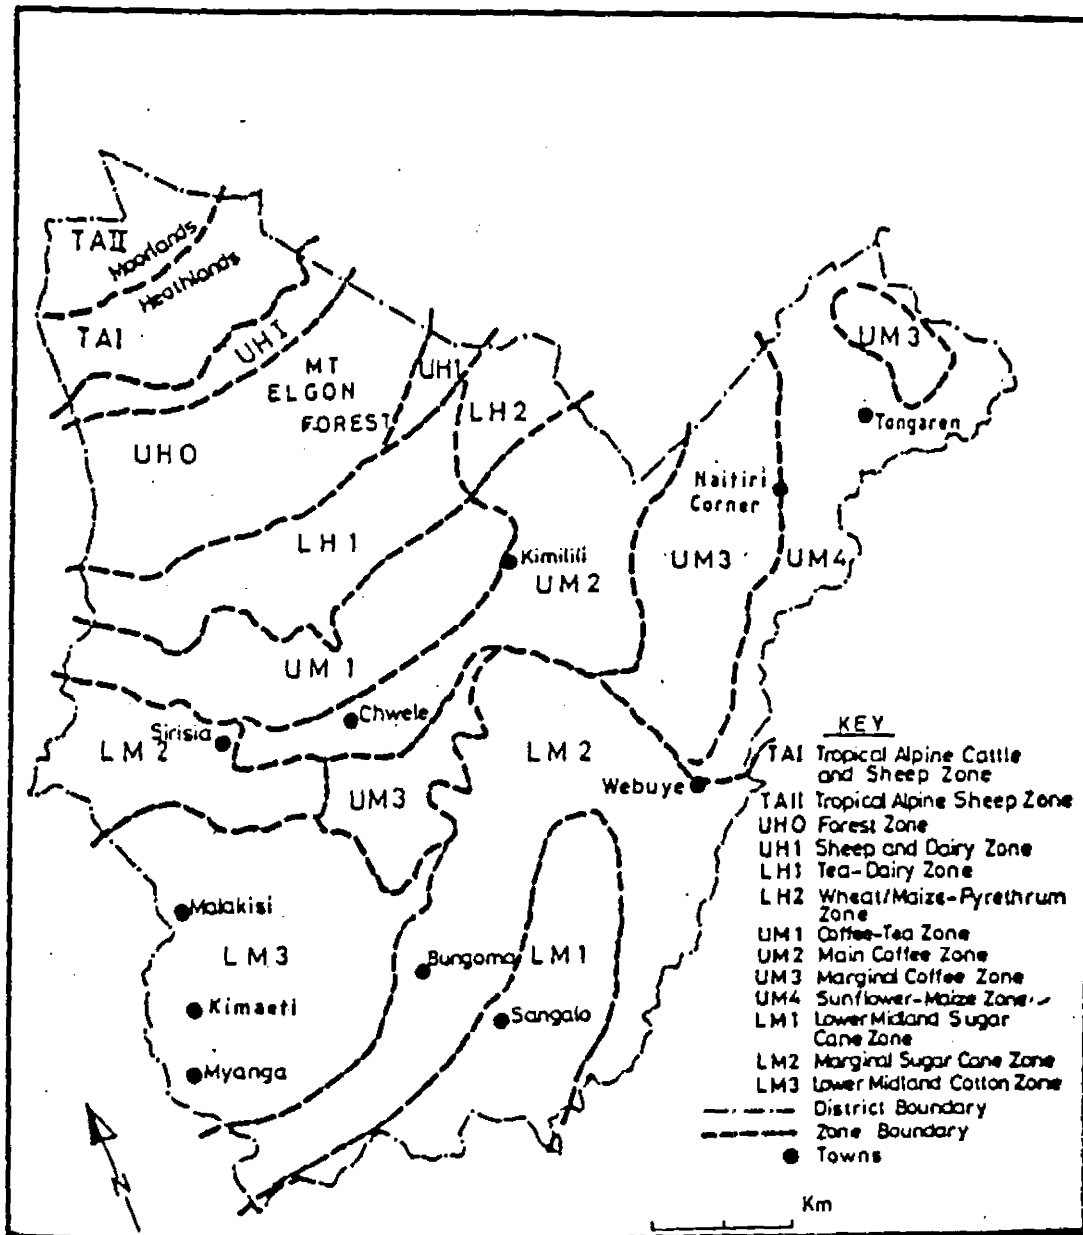 TAII
Moorlands
Heathlands
TAI
UHI
MT
ELGON
FOREST
UH1
LH2
UHO
LH1
UM3
Tongaren
Naitiri
Corner
Kimilili
UM2
UM3
UM4
UM1
Chwele
Sirisia
LM2
LM2
UM3
Webuye
Malakisi
LM3
Bungoma
LM1
Kimaeti
Sangalo
Myanga
N
KEY
TAI Tropical Alpine Cattle
and Sheep Zone
TAII Tropical Alpine Sheep Zone
UHO Forest Zone
UH1 Sheep and Dairy Zone
LH1 Tea-Dairy Zone
LH2 Wheat/Maize-Pyrethrum
Zone
UM1 Coffee-Tea Zone
UM2 Main Coffee Zone
UM3 Marginal Coffee Zone
UM4 Sunflower-Maize Zone
LM1 Lower Midland Sugar
Cane Zone
LM2 Marginal Sugar Cane Zone
LM3 Lower Midland Cotton Zone
District Boundary
Zone Boundary
Towns
Km